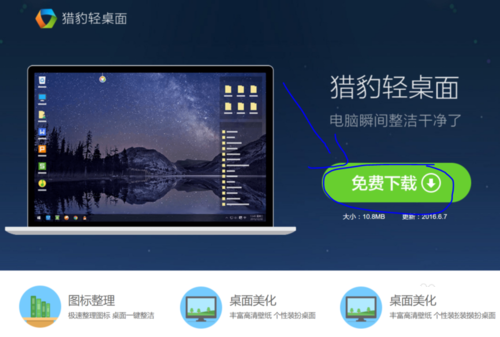 猎豹轻桌面
猎豹轻桌面
电脑瞬间整洁干净了
免费下载
大小：10.8MB 更新：2016.6.7
图标整理
极速整理图标 桌面一键整洁
桌面美化
丰富高清壁纸 个性装扮桌面
桌面美化
丰富高清壁纸 个性装扮桌面